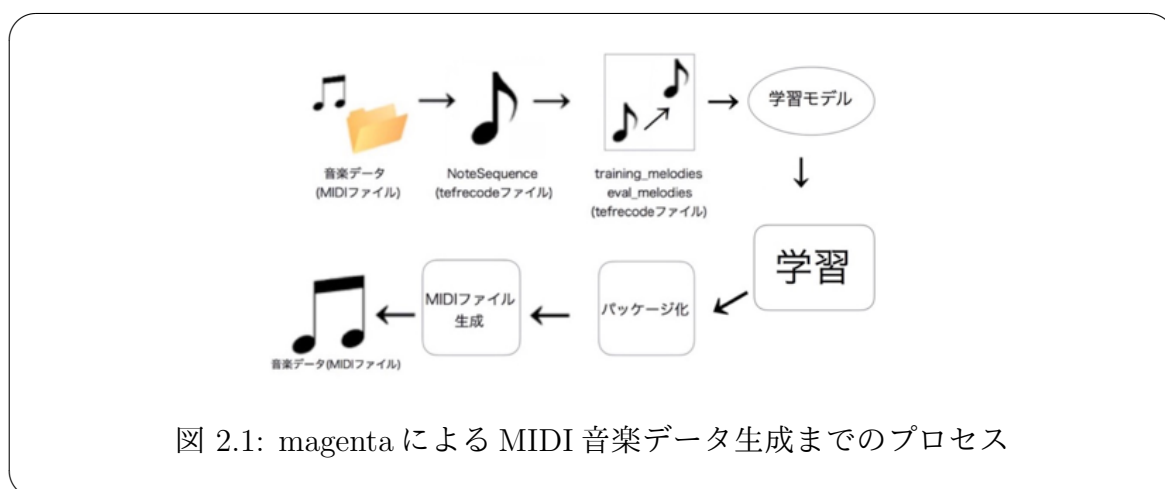 音楽データ
(MIDIファイル)
NoteSequence
(tefrecodeファイル)
training_melodies
eval_melodies
(tefrecodeファイル)
学習モデル
学習
パッケージ化
MIDIファイル
生成
音楽データ(MIDIファイル)
図 2.1: magenta による MIDI 音楽データ生成までのプロセス